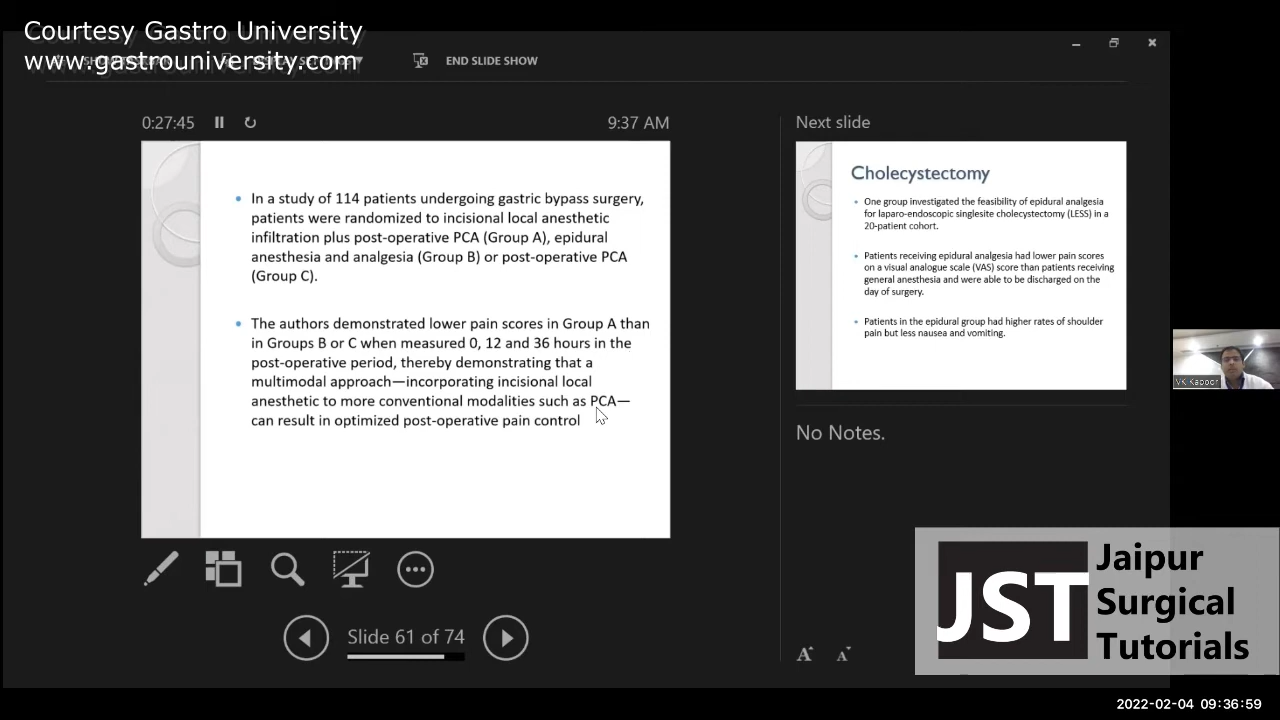 Courtesy Gastro University
www.gastrouniversity.com
END SLIDE SHOW
0:27:45
9:37 AM
Next slide
In a study of 114 patients undergoing gastric bypass surgery,
patients were randomized to incisional local anesthetic
infiltration plus post-operative PCA (Group A), epidural
anesthesia and analgesia (Group B) or post-operative PCA
(Group C).
The authors demonstrated lower pain scores in Group A than
in Groups B or C when measured 0, 12 and 36 hours in the
post-operative period, thereby demonstrating that a
multimodal approach—incorporating incisional local
anesthetic to more conventional modalities such as PCA—
can result in optimized post-operative pain control
Cholecystectomy
One group investigated the feasibility of epidural analgesia
for laparo-endoscopic singlesite cholecystectomy (LESS) in a
20-patient cohort.
Patients receiving epidural analgesia had lower pain scores
on a visual analogue scale (VAS) score than patients receiving
general anesthesia and were able to be discharged on the
day of surgery.
Patients in the epidural group had higher rates of shoulder
pain but less nausea and vomiting.
VK Kapoor
No Notes.
Slide 61 of 74
A A
JST
Jaipur
Surgical
Tutorials
2022-02-04 09:36:59